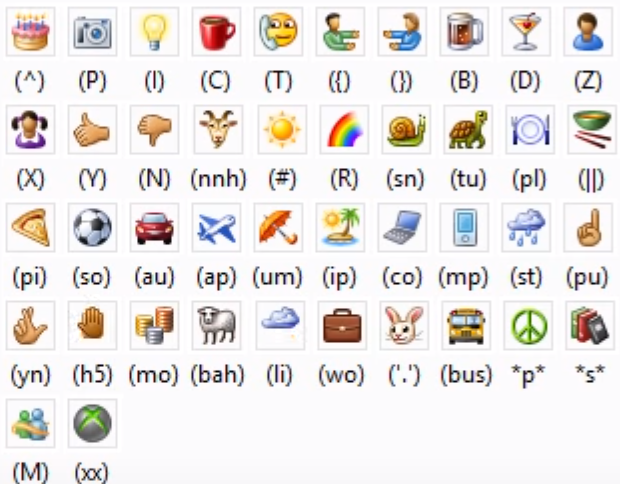 (^) (P) (I) (C) (T) ({) (}) (B) (D) (Z)
(X) (Y) (N) (nnh) (#) (R) (sn) (tu) (pl) (||)
(pi) (so) (au) (ap) (um) (ip) (co) (mp) (st) (pu)
(yn) (h5) (mo) (bah) (li) (wo) ('.') (bus) *p* *s*
(M) (xx)